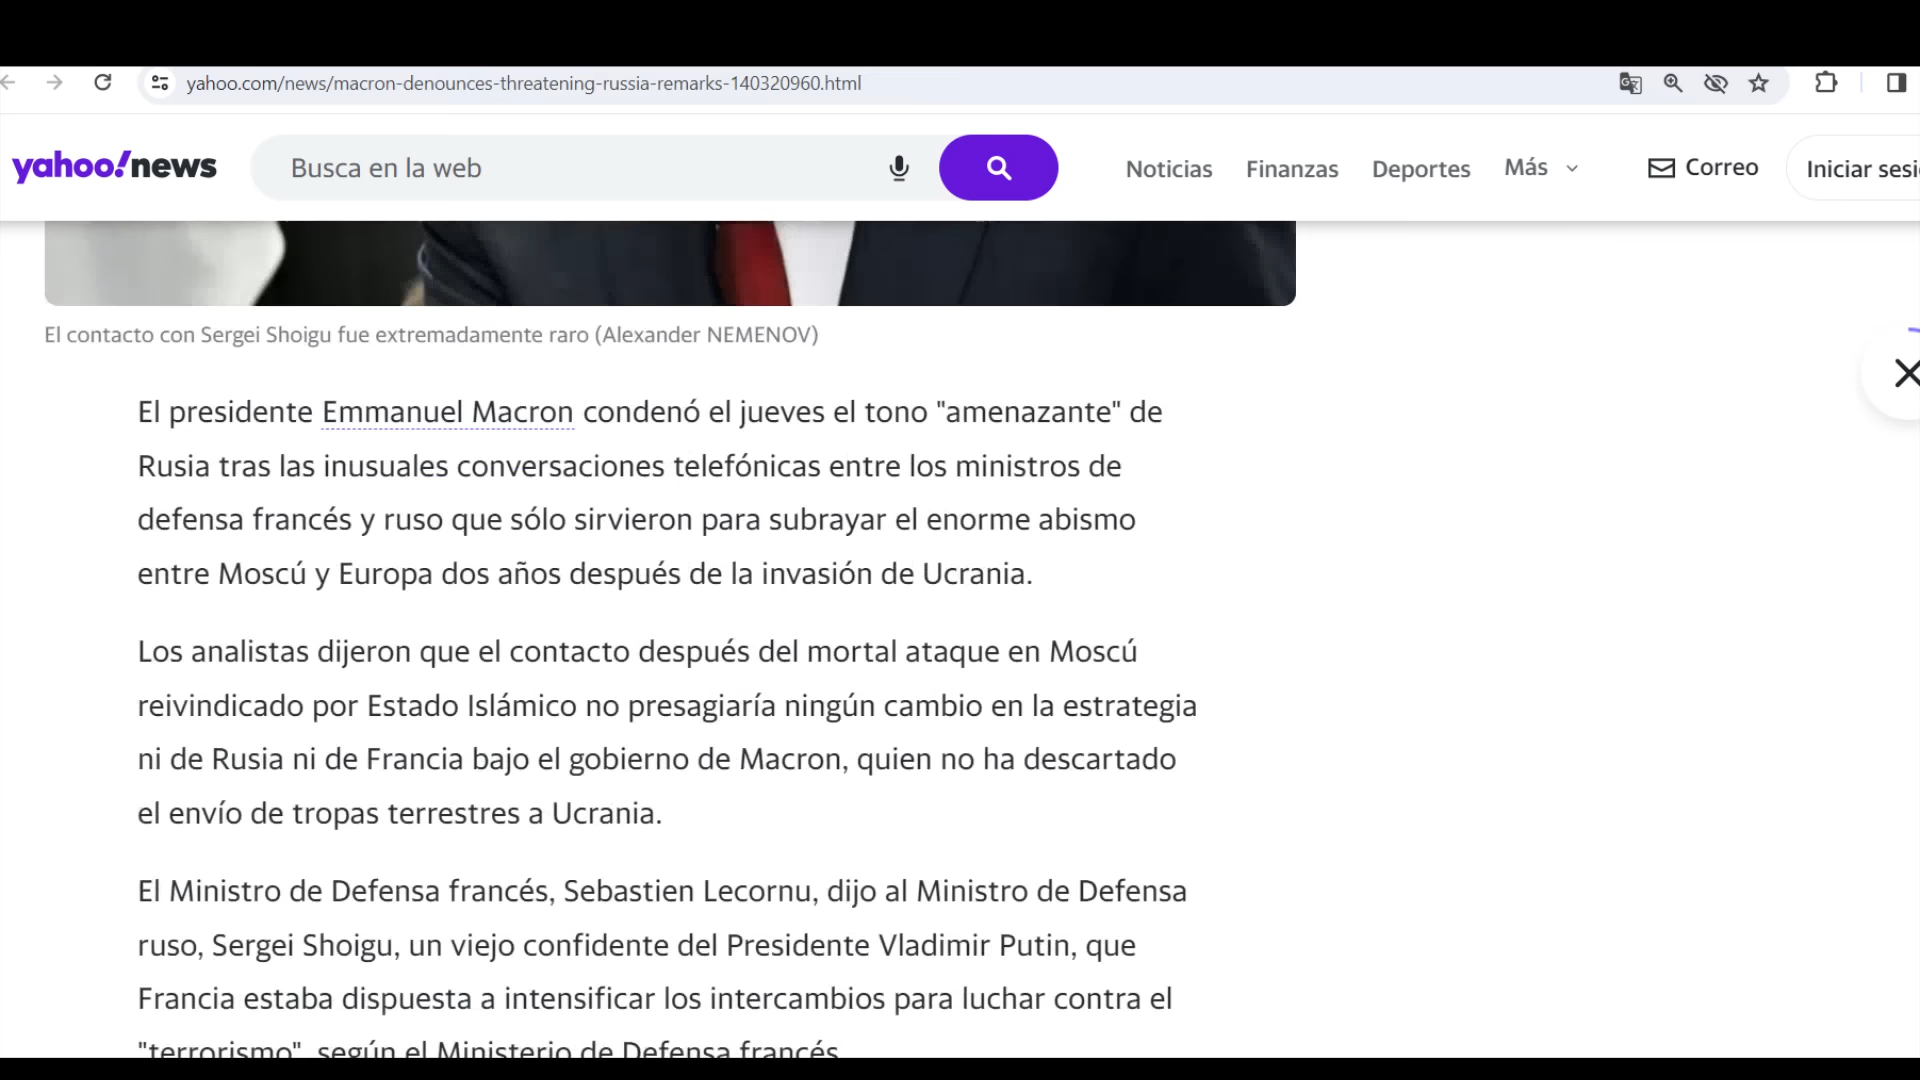 yahoo.com/news/macron-denounces-threatening-russia-remarks-140320960.html
yahoo!news
Busca en la web
Noticias Finanzas Deportes Más
Correo
Iniciar sesi
El contacto con Sergei Shoigu fue extremadamente raro (Alexander NEMENOV)
El presidente Emmanuel Macron condenó el jueves el tono "amenazante" de
Rusia tras las inusuales conversaciones telefónicas entre los ministros de
defensa francés y ruso que sólo sirvieron para subrayar el enorme abismo
entre Moscú y Europa dos años después de la invasión de Ucrania.
Los analistas dijeron que el contacto después del mortal ataque en Moscú
reivindicado por Estado Islámico no presagiaría ningún cambio en la estrategia
ni de Rusia ni de Francia bajo el gobierno de Macron, quien no ha descartado
el envío de tropas terrestres a Ucrania.
El Ministro de Defensa francés, Sebastien Lecornu, dijo al Ministro de Defensa
ruso, Sergei Shoigu, un viejo confidente del Presidente Vladimir Putin, que
Francia estaba dispuesta a intensificar los intercambios para luchar contra el
"terrorismo", según el Ministerio de Defensa francés.